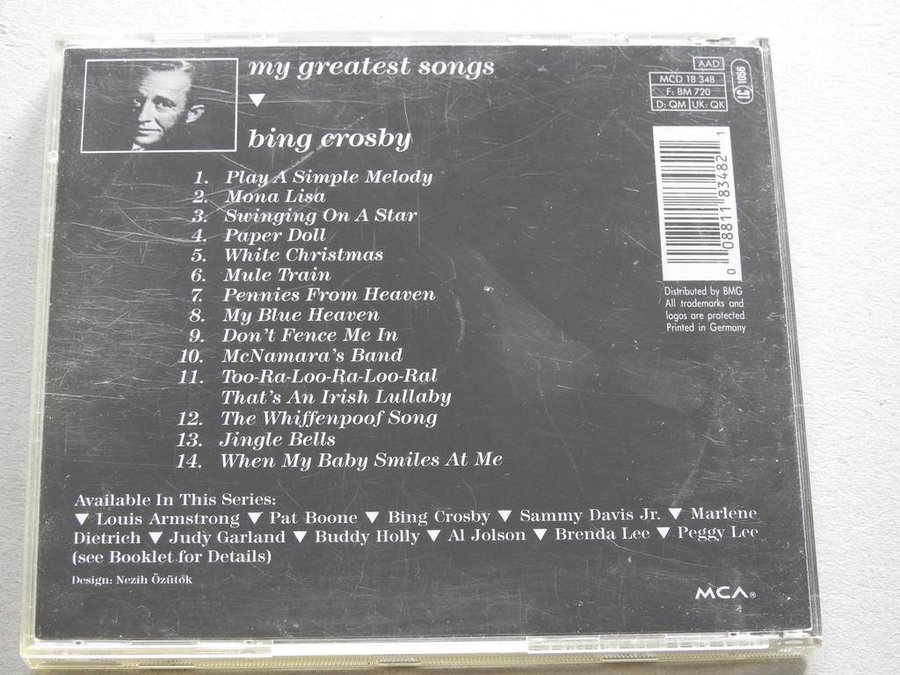 my greatest songs
▼
bing crosby
AAD
MCD 18 348
F: BM 720
D: QM UK: QK
LC 1056
1. Play A Simple Melody
2. Mona Lisa
3. Swinging On A Star
4. Paper Doll
5. White Christmas
6. Mule Train
7. Pennies From Heaven
8. My Blue Heaven
9. Don't Fence Me In
10. McNamara's Band
11. Too-Ra-Loo-Ra-Loo-Ral
That's An Irish Lullaby
12. The Whiffenpoof Song
13. Jingle Bells
14. When My Baby Smiles At Me
0 08811 83482 1
Distributed by BMG
All trademarks and
logos are protected
Printed in Germany
Available In This Series:
▼ Louis Armstrong ▼ Pat Boone ▼ Bing Crosby ▼ Sammy Davis Jr. ▼ Marlene
Dietrich ▼ Judy Garland ▼ Buddy Holly ▼ Al Jolson ▼ Brenda Lee ▼ Peggy Lee
(see Booklet for Details)
Design: Nezih Özütok
MCA®